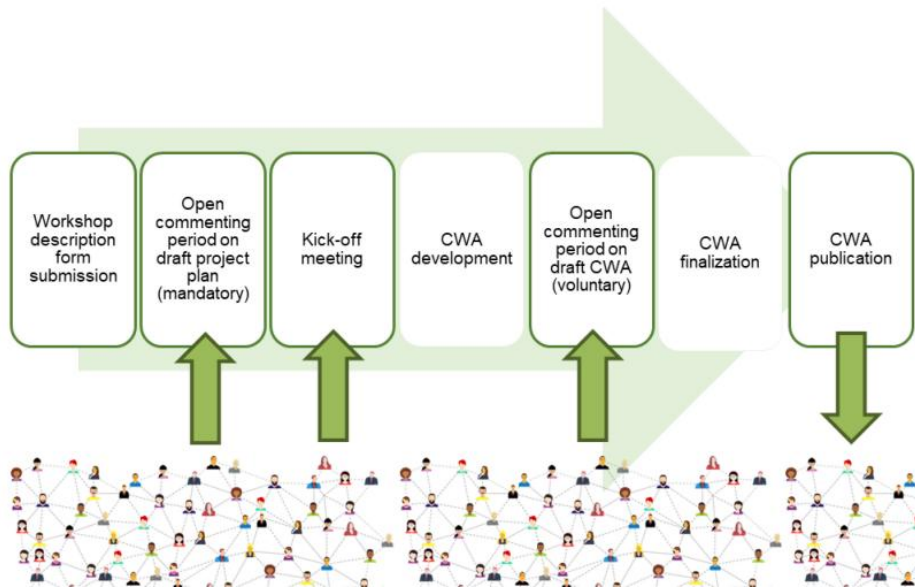 Workshop
description
form
submission
Open
commenting
period on
draft project
plan
(mandatory)
Kick-off
meeting
CWA
development
Open
commenting
period on
draft CWA
(voluntary)
CWA
finalization
CWA
publication